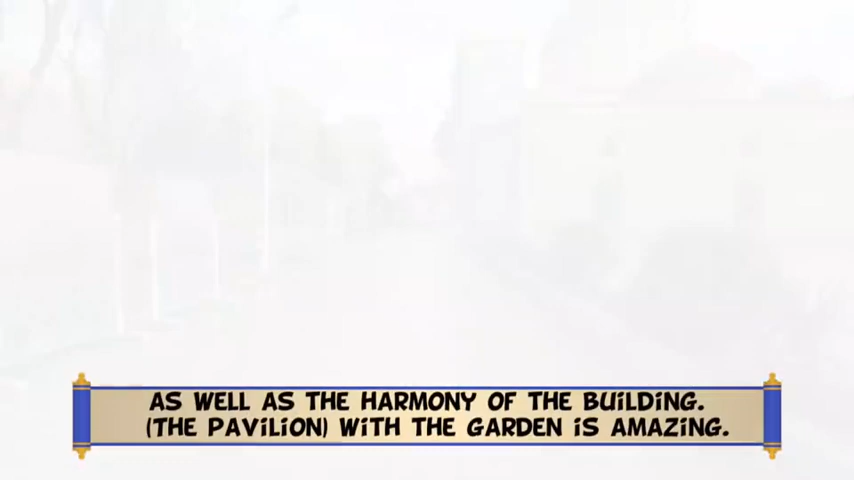 AS WELL AS THE HARMONY OF THE BUILDING.
(THE PAVILION) WITH THE GARDEN IS AMAZING.